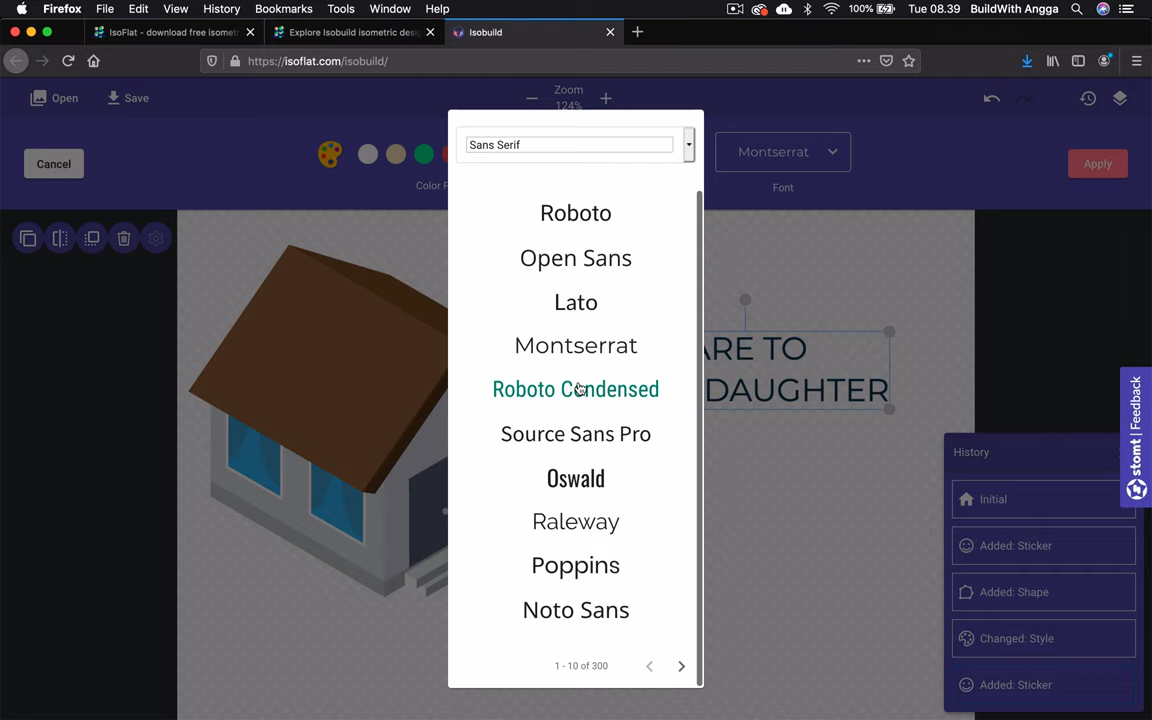 Firefox File Edit View History Bookmarks Tools Window Help 100% Tue 08.39 BuildWith Angga
IsoFlat - download free isomet
Explore Isobuild isometric desi
Isobuild
https://isoflat.com/isobuild/
Open Save Zoom
124%
Cancel
Sans Serif
Montserrat
Apply
Color P
Font
Roboto
Open Sans
Lato
Montserrat
Roboto Condensed
Source Sans Pro
Oswald
Raleway
Poppins
Noto Sans
1 - 10 of 300
ARE TO
DAUGHTER
stomt | Feedback
History
Initial
Added: Sticker
Added: Shape
Changed: Style
Added: Sticker